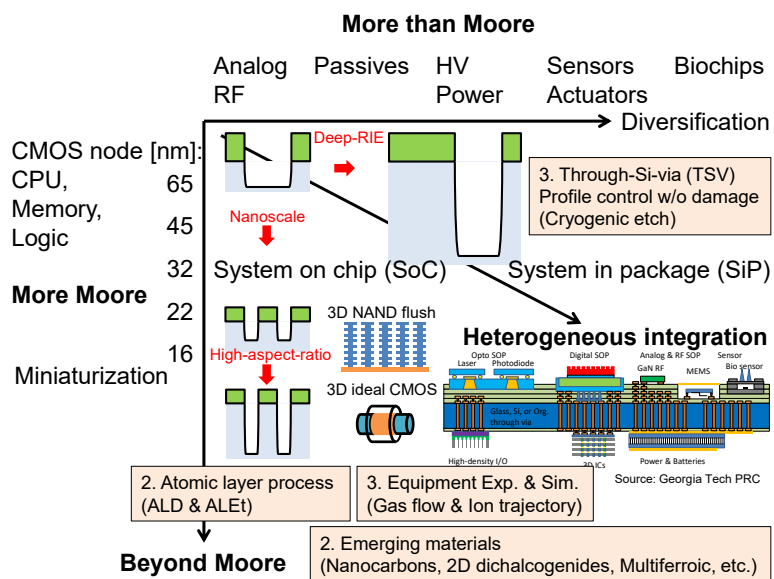 More than Moore
Analog
RF
Passives
HV
Power
Sensors
Actuators
Biochips
Diversification
CMOS node [nm]:
CPU,
Memory,
Logic
65
45
32
22
16
More Moore
Miniaturization
Deep-RIE
Nanoscale
High-aspect-ratio
3. Through-Si-via (TSV)
Profile control w/o damage
(Cryogenic etch)
System on chip (SoC)
System in package (SiP)
3D NAND flush
3D ideal CMOS
Heterogeneous integration
Opto SOP
Laser
Photodiode
Digital SOP
Analog & RF SOP
GaN RF
MEMS
Sensor
Bio sensor
Glass, Si, or Org.
through via
High-density I/O
3D ICs
Power & Batteries
Source: Georgia Tech PRC
2. Atomic layer process
(ALD & ALEt)
3. Equipment Exp. & Sim.
(Gas flow & Ion trajectory)
Beyond Moore
2. Emerging materials
(Nanocarbons, 2D dichalcogenides, Multiferroic, etc.)